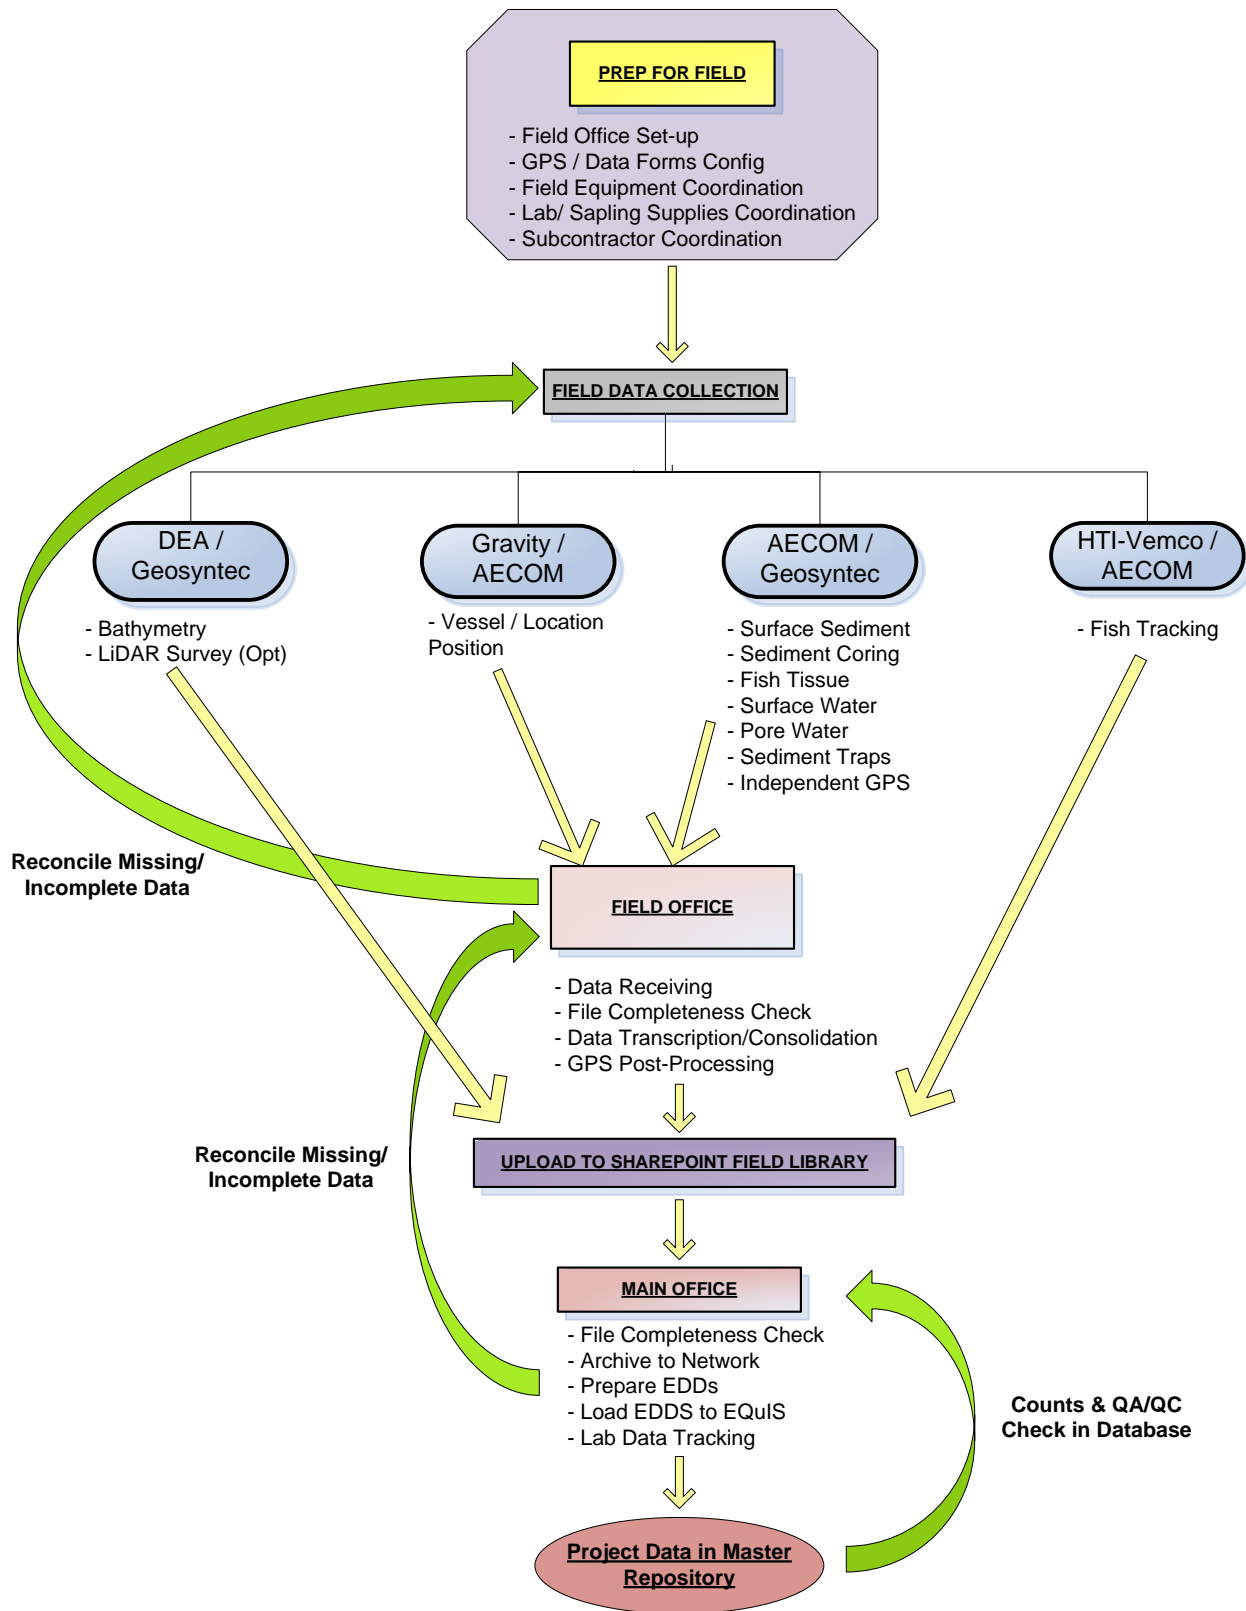 PREP FOR FIELD
- Field Office Set-up
- GPS / Data Forms Config
- Field Equipment Coordination
- Lab/ Sapling Supplies Coordination
- Subcontractor Coordination
FIELD DATA COLLECTION
DEA /
Geosyntec
- Bathymetry
- LiDAR Survey (Opt)
Gravity /
AECOM
- Vessel / Location
Position
AECOM /
Geosyntec
- Surface Sediment
- Sediment Coring
- Fish Tissue
- Surface Water
- Pore Water
- Sediment Traps
- Independent GPS
HTI-Vemco /
AECOM
- Fish Tracking
Reconcile Missing/
Incomplete Data
FIELD OFFICE
- Data Receiving
- File Completeness Check
- Data Transcription/Consolidation
- GPS Post-Processing
Reconcile Missing/
Incomplete Data
UPLOAD TO SHAREPOINT FIELD LIBRARY
MAIN OFFICE
- File Completeness Check
- Archive to Network
- Prepare EDDs
- Load EDDS to EQuIS
- Lab Data Tracking
Counts & QA/QC
Check in Database
Project Data in Master
Repository